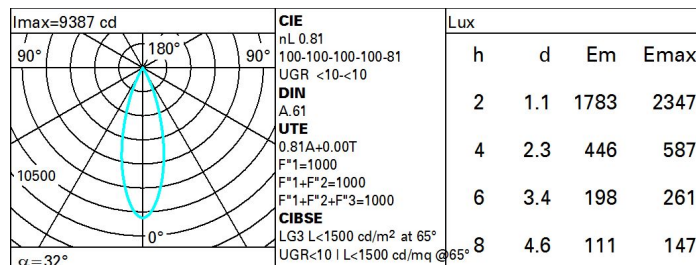 Imax=9387 cd
90° 180° 90°
10500
0°
α=32°
CIE
nL 0.81
100-100-100-100-81
UGR <10-<10
DIN
A.61
UTE
0.81A+0.00T
F"1=1000
F"1+F"2=1000
F"1+F"2+F"3=1000
CIBSE
LG3 L<1500 cd/m² at 65°
UGR<10 | L<1500 cd/mq @65°
Lux
h d Em Emax
2 1.1 1783 2347
4 2.3 446 587
6 3.4 198 261
8 4.6 111 147